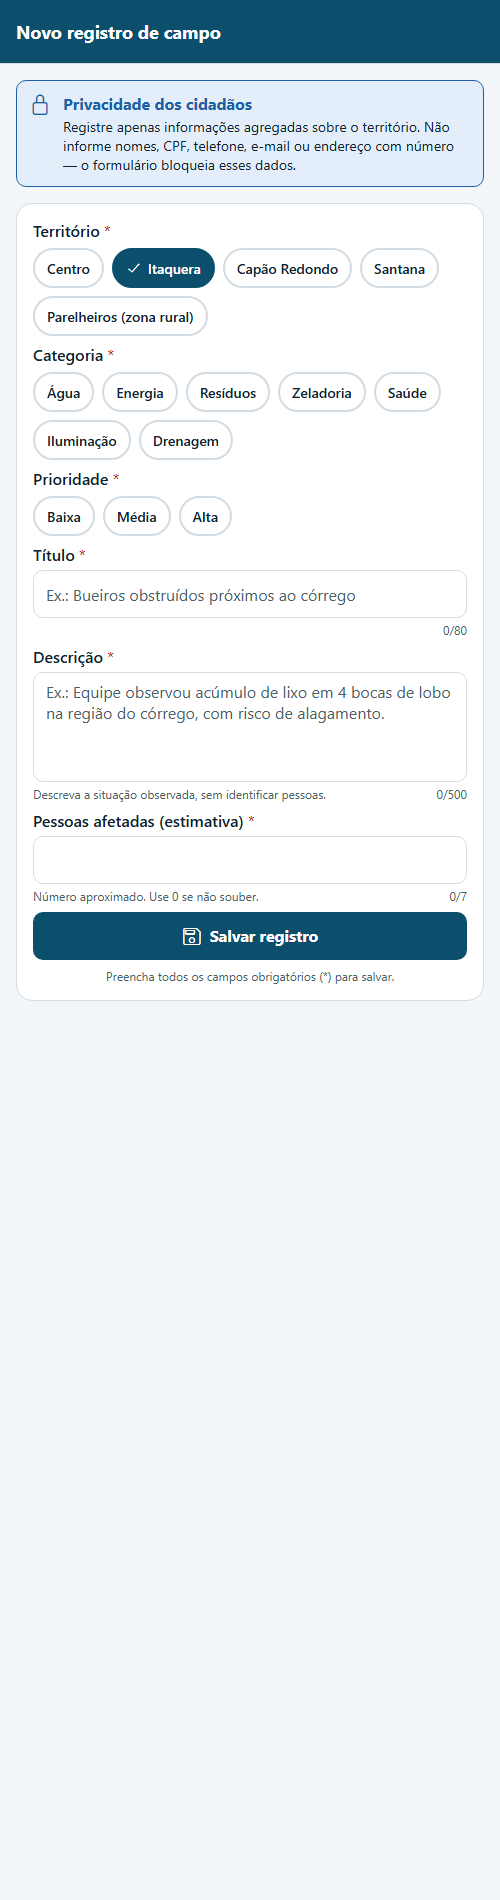 Novo registro de campo
Privacidade dos cidadãos
Registre apenas informações agregadas sobre o território. Não
informe nomes, CPF, telefone, e-mail ou endereço com número
— o formulário bloqueia esses dados.
Território *
Centro
Itaquera
Capão Redondo
Santana
Parelheiros (zona rural)
Categoria *
Água
Energia
Resíduos
Zeladoria
Saúde
Iluminação
Drenagem
Prioridade *
Baixa
Média
Alta
Título *
Ex.: Bueiros obstruídos próximos ao córrego
0/80
Descrição *
Ex.: Equipe observou acúmulo de lixo em 4 bocas de lobo
na região do córrego, com risco de alagamento.
Descreva a situação observada, sem identificar pessoas.
0/500
Pessoas afetadas (estimativa) *
Número aproximado. Use 0 se não souber.
0/7
Salvar registro
Preencha todos os campos obrigatórios (*) para salvar.